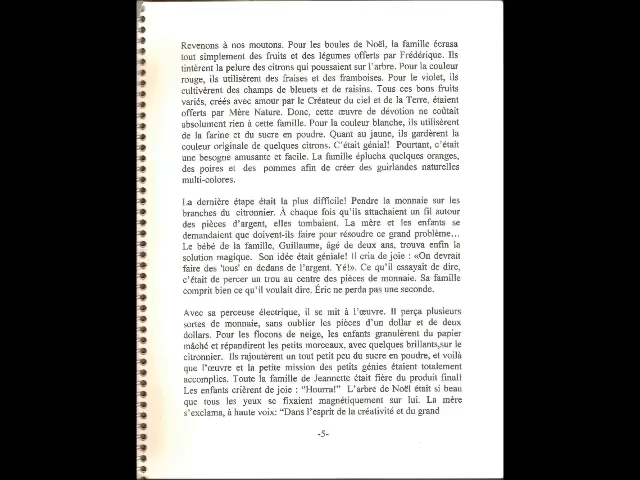 Revenons à nos moutons. Pour les boules de Noël, la famille écrasa
tout simplement des fruits et des légumes offerts par Frédérique. Ils
tintèrent la pelure des citrons qui poussaient sur l'arbre. Pour la couleur
rouge, ils utilisèrent des fraises et des framboises. Pour le violet, ils
cultivèrent des champs de bleuets et de raisins. Tous ces bons fruits
variés, créés avec amour par le Créateur du ciel et de la Terre, étaient
offerts par Mère Nature. Donc, cette œuvre de dévotion ne coûtait
absolument rien à cette famille. Pour la couleur blanche, ils utilisèrent
de la farine et du sucre en poudre. Quant au jaune, ils gardèrent la
couleur originale de quelques citrons. C'était génial! Pourtant, c'était
une besogne amusante et facile. La famille éplucha quelques oranges,
des poires et des pommes afin de créer des guirlandes naturelles
multi-colores.
La dernière étape était la plus difficile! Pendre la monnaie sur les
branches du citronnier. À chaque fois qu'ils attachaient un fil autour
des pièces d'argent, elles tombaient. La mère et les enfants se
demandaient que doivent-ils faire pour résoudre ce grand problème...
Le bébé de la famille, Guillaume, âgé de deux ans, trouva enfin la
solution magique. Son idée était géniale! Il cria de joie : «On devrait
faire des 'tous' en dedans de l'argent. Yé!». Ce qu'il essayait de dire,
c'était de percer un trou au centre des pièces de monnaie. Sa famille
comprit bien ce qu'il voulait dire. Éric ne perda pas une seconde.
Avec sa perceuse électrique, il se mit à l'œuvre. Il perça plusieurs
sortes de monnaie, sans oublier les pièces d'un dollar et de deux
dollars. Pour les flocons de neige, les enfants granulèrent du papier
mâché et répandirent les petits morceaux, avec quelques brillants,sur le
citronnier. Ils rajoutèrent un tout petit peu du sucre en poudre, et voilà
que l'œuvre et la petite mission des petits génies étaient totalement
accomplies. Toute la famille de Jeannette était fière du produit final!
Les enfants crièrent de joie : "Hourra!" L'arbre de Noël était si beau
que tous les yeux se fixaient magnétiquement sur lui. La mère
s'exclama, à haute voix: "Dans l'esprit de la créativité et du grand
-5-